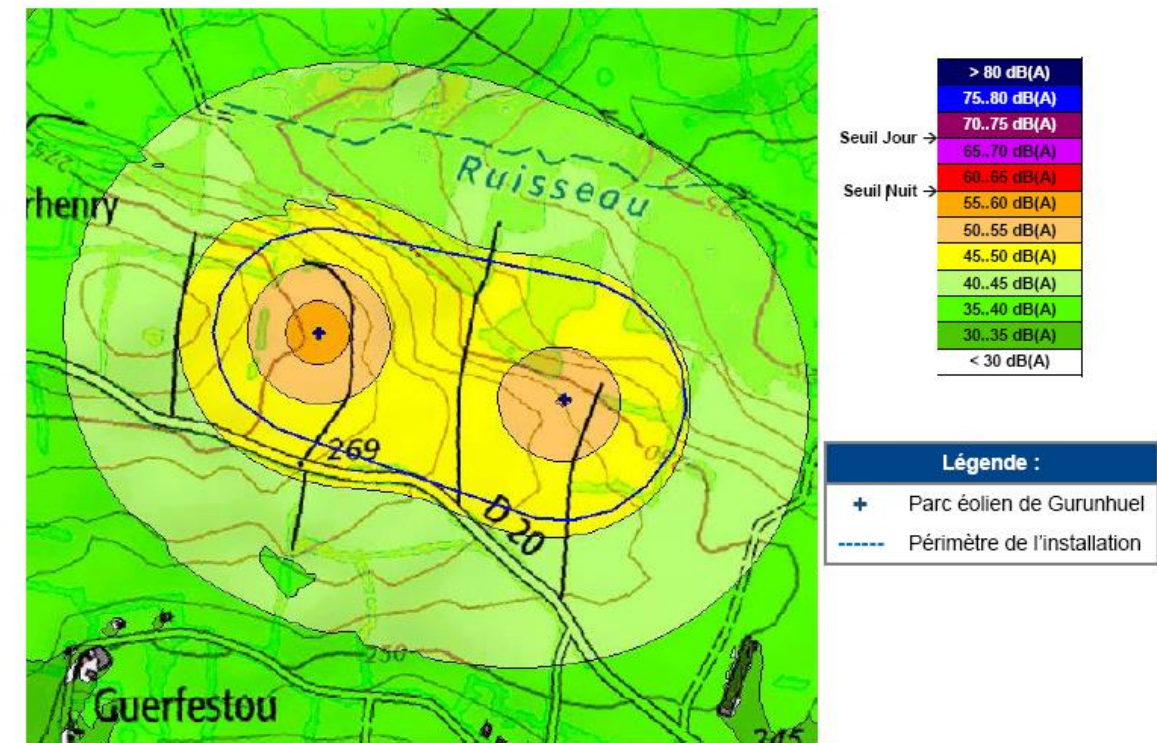 Ruisseau
275
rhenry
269
D 20
250
Guerfestou
245
> 80 dB(A)
75..80 dB(A)
70..75 dB(A)
Seuil Jour →
65..70 dB(A)
60..65 dB(A)
Seuil Nuit →
55..60 dB(A)
50..55 dB(A)
45..50 dB(A)
40..45 dB(A)
35..40 dB(A)
30..35 dB(A)
< 30 dB(A)
Légende :
Parc éolien de Gurunhuel
Périmètre de l'installation